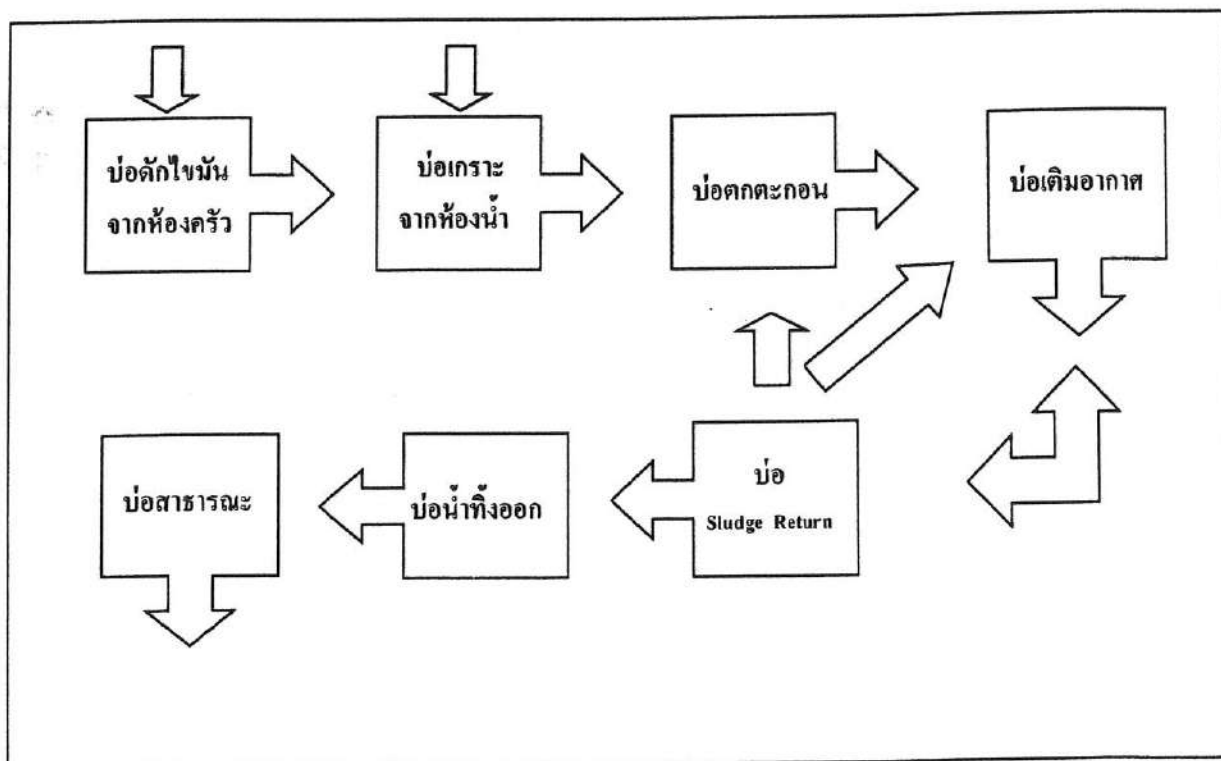 บ่อดักไขมัน
จากห้องครัว
บ่อเกราะ
จากห้องน้ำ
บ่อตกตะกอน
บ่อเติมอากาศ
บ่อสาธารณะ
บ่อน้ำทิ้งออก
บ่อ
Sludge Return